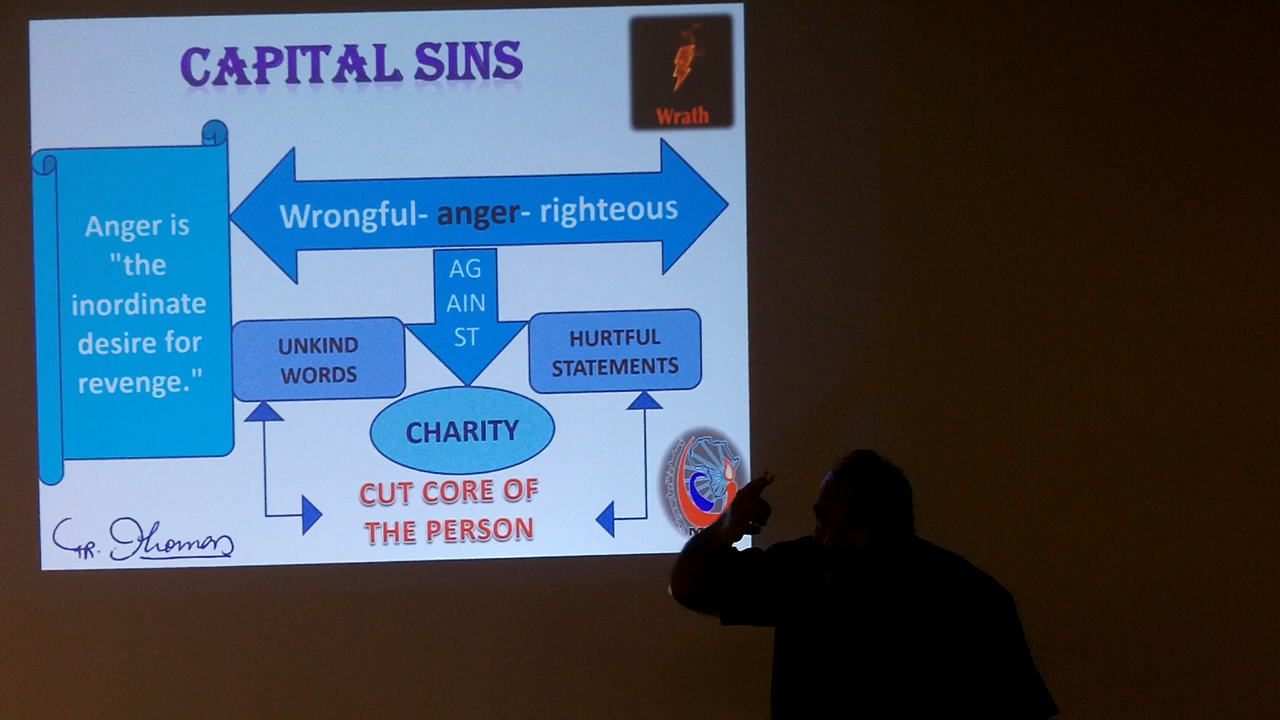 CAPITAL SINS
Wrath
Anger is
"the
inordinate
desire for
revenge."
Wrongful- anger- righteous
AG
AIN
ST
UNKIND
WORDS
HURTFUL
STATEMENTS
CHARITY
CUT CORE OF
THE PERSON
Thomas